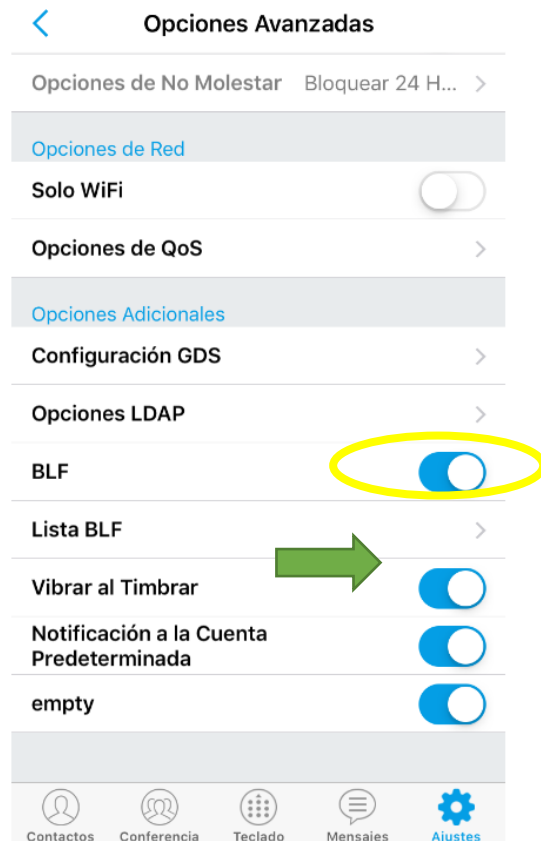 Opciones Avanzadas
Opciones de No Molestar Bloquear 24 H...
Opciones de Red
Solo WiFi
Opciones de QoS
Opciones Adicionales
Configuración GDS
Opciones LDAP
BLF
Lista BLF
Vibrar al Timbrar
Notificación a la Cuenta
Predeterminada
empty
Contactos Conferencia Teclado Mensajes Ajustes